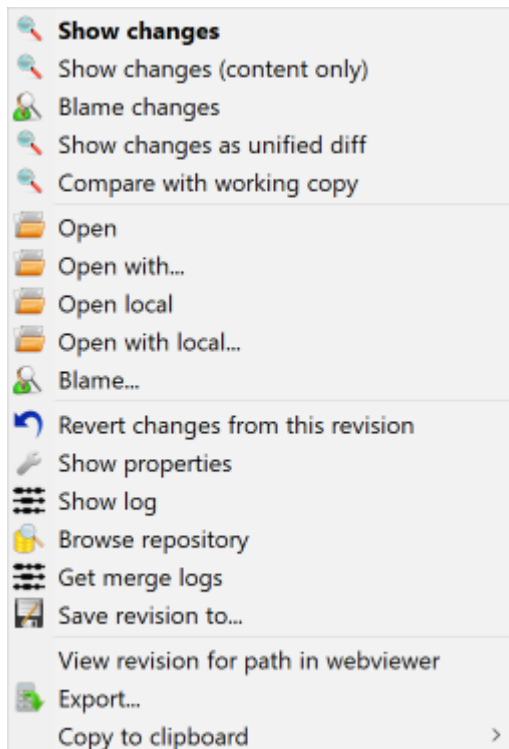 Show changes
Show changes (content only)
Blame changes
Show changes as unified diff
Compare with working copy
Open
Open with...
Open local
Open with local...
Blame...
Revert changes from this revision
Show properties
Show log
Browse repository
Get merge logs
Save revision to...
View revision for path in webviewer
Export...
Copy to clipboard